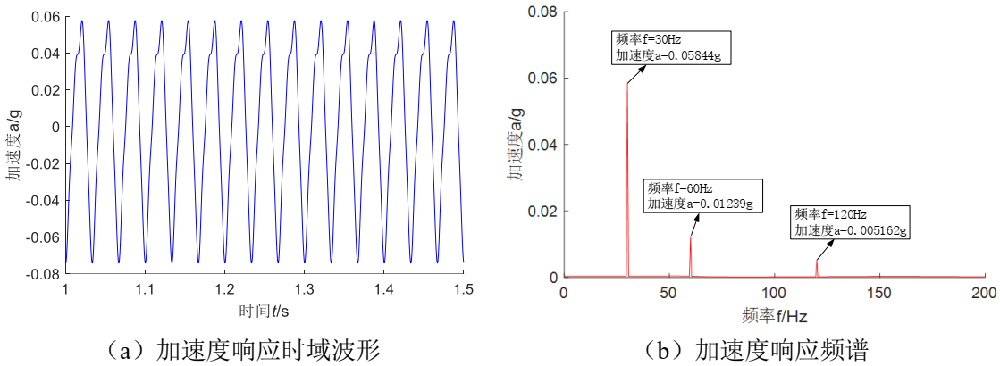 0.06
0.04
0.02
0
-0.02
-0.04
-0.06
-0.08
加速度a/g
1
1.1
1.2
1.3
1.4
1.5
时间t/s
（a）加速度响应时域波形
0.08
0.06
0.04
0.02
0
加速度a/g
频率f=30Hz
加速度a=0.05844g
频率f=60Hz
加速度a=0.01239g
频率f=120Hz
加速度a=0.005162g
0
50
100
150
200
频率f/Hz
（b）加速度响应频谱